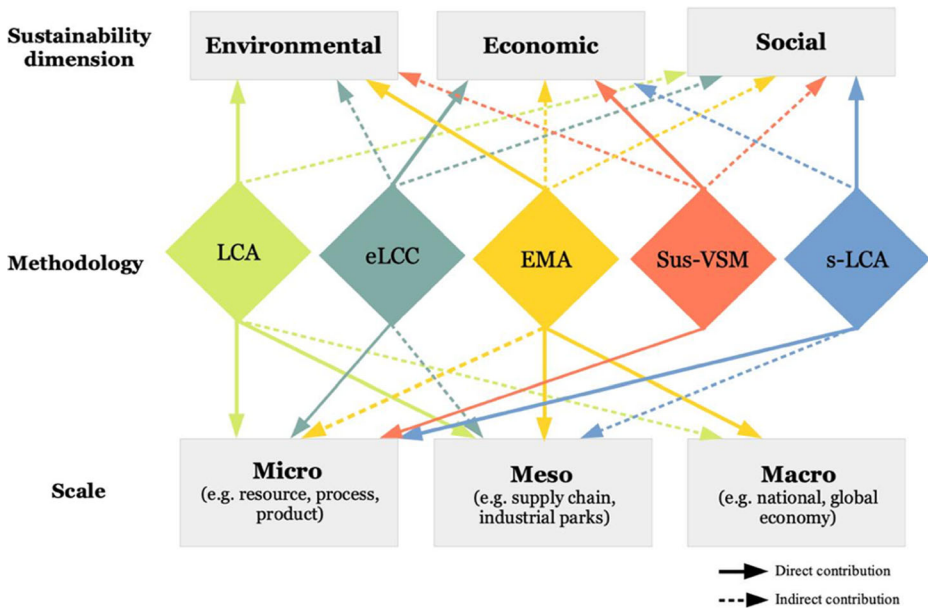 Sustainability
dimension
Environmental
Economic
Social
Methodology
LCA
eLCC
EMA
Sus-VSM
s-LCA
Scale
Micro
(e.g. resource, process,
product)
Meso
(e.g. supply chain,
industrial parks)
Macro
(e.g. national, global
economy)
Direct contribution
Indirect contribution